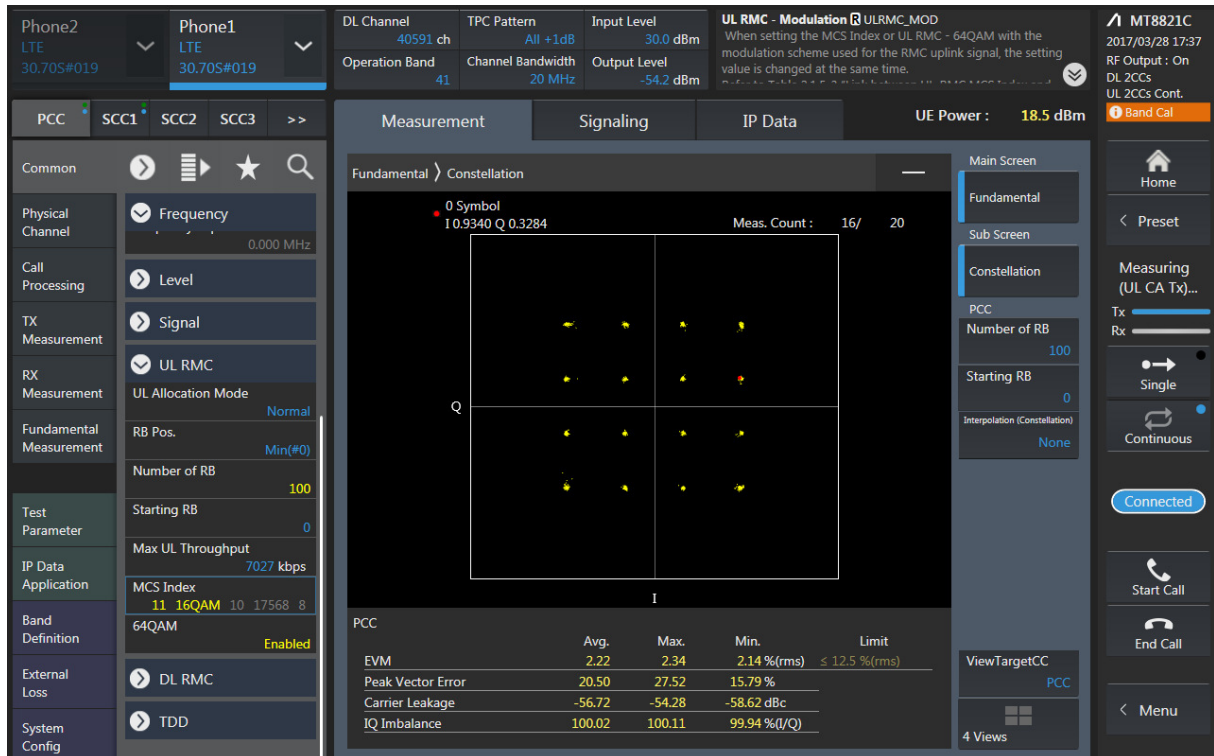 Phone2
LTE
30.70S#019
Phone1
LTE
30.70S#019
DL Channel
40591 ch
TPC Pattern
All +1dB
Input Level
30.0 dBm
Operation Band
41
Channel Bandwidth
20 MHz
Output Level
-54.2 dBm
UL RMC - Modulation R ULRMC_MOD
When setting the MCS Index or UL RMC -
64QAM with the
modulation scheme used for the RMC uplink signal, the setting
value is changed at the same time.
MT8821C
2017/03/28 17:37
RF Output : On
DL 2CCs
UL 2CCs Cont.
Band Cal
PCC
SCC1
SCC2
SCC3
>>
Measurement
Signaling
IP Data
UE Power : 18.5 dBm
Common
Physical
Channel
Call
Processing
TX
Measurement
RX
Measurement
Fundamental
Measurement
Test
Parameter
IP Data
Application
Band
Definition
External
Loss
System
Config
Frequency
0.000 MHz
Level
Signal
UL RMC
UL Allocation Mode
Normal
RB Pos.
Min(#0)
Number of RB
100
Starting RB
0
Max UL Throughput
7027 kbps
MCS Index
11 16QAM 10 17568 8
64QAM
Enabled
DL RMC
TDD
Fundamental 〉 Constellation
0 Symbol
I 0.9340 Q 0.3284
Meas. Count : 16/ 20
Q
I
PCC
Avg. Max. Min. Limit
EVM 2.22 2.34 2.14 %(rms) ≤ 12.5 %(rms)
Peak Vector Error 20.50 27.52 15.79 %
Carrier Leakage -56.72 -54.28 -58.62 dBc
IQ Imbalance 100.02 100.11 99.94 %(I/Q)
Main Screen
Fundamental
Sub Screen
Constellation
PCC
Number of RB
100
Starting RB
0
Interpolation (Constellation)
None
ViewTargetCC
PCC
4 Views
Home
< Preset
Measuring
(UL CA Tx)...
Tx
Rx
Single
Continuous
Connected
Start Call
End Call
< Menu